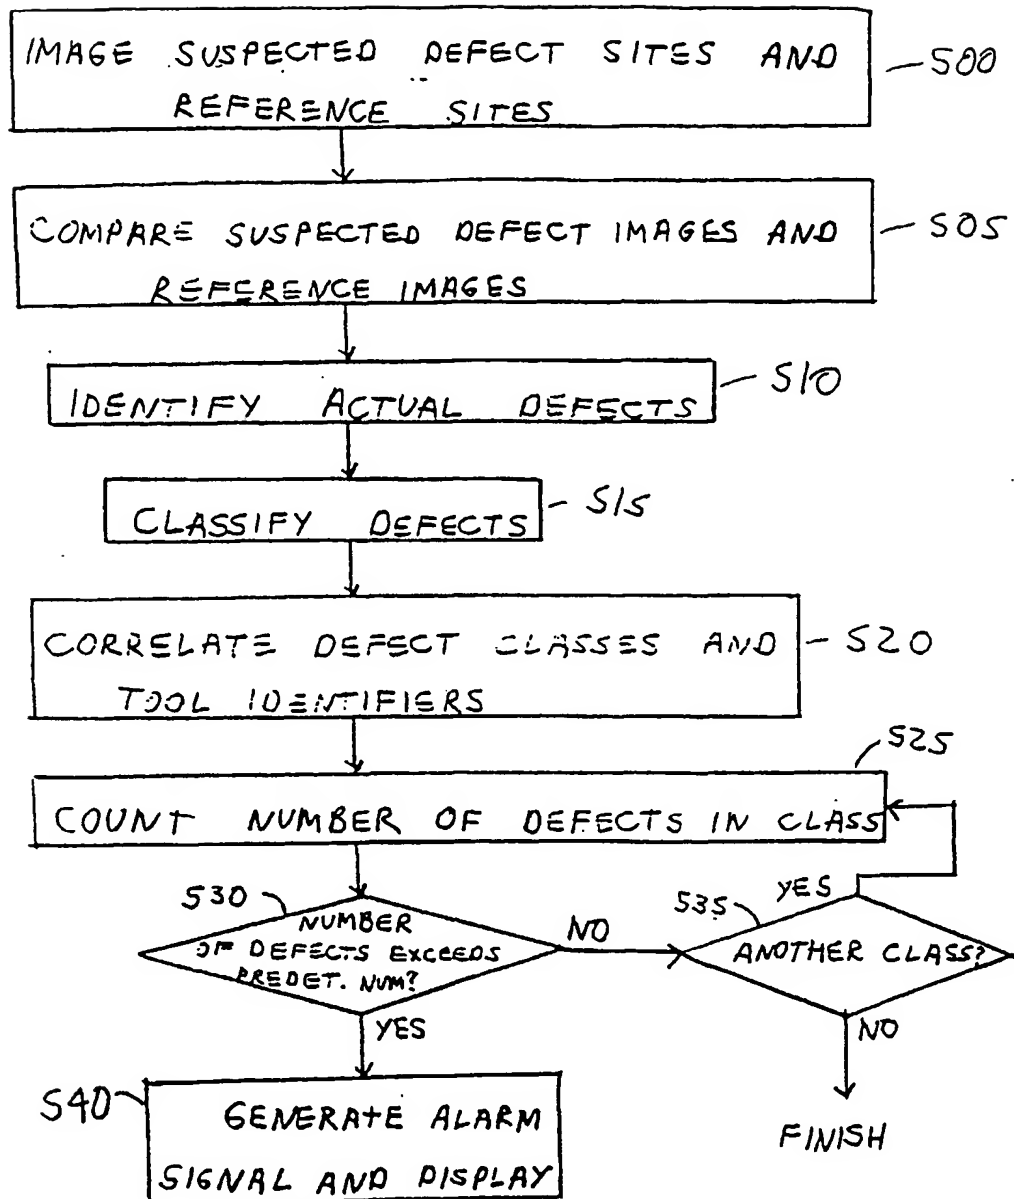 IMAGE SUSPECTED DEFECT SITES AND
REFERENCE SITES
500
COMPARE SUSPECTED DEFECT IMAGES AND
REFERENCE IMAGES
505
IDENTIFY ACTUAL DEFECTS
510
CLASSIFY DEFECTS
515
CORRELATE DEFECT CLASSES AND
TOOL IDENTIFIERS
520
525
COUNT NUMBER OF DEFECTS IN CLASS
530
NUMBER
OF DEFECTS EXCEEDS
PREDET. NUM?
NO
YES
535
ANOTHER CLASS?
YES
NO
540
GENERATE ALARM
SIGNAL AND DISPLAY
FINISH